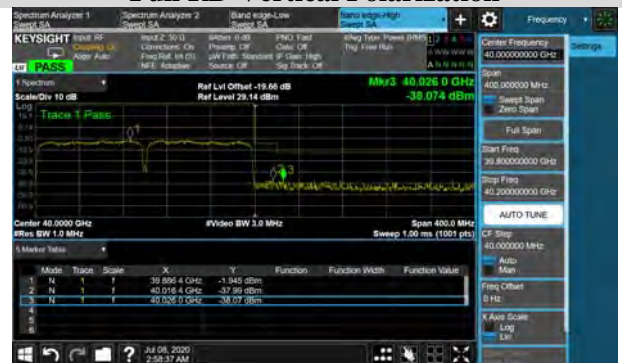 Full RB Vertical Polarization
Spectrum Analyzer 1
Swept SA
Spectrum Analyzer 2
Swept SA
Band edge-Low
Swept SA
Band edge-High
Swept SA
Frequency
KEYSIGHT
Input: RF
Coupling: DC
Align: Auto
Input Z: 50 Ω
Corrections: On
Freq Ref: Int (S)
NFE: Adaptive
Atten: 0 dB
Preamp: Off
µW Path: Standard
Source: Off
PNO: Fast
Gate: Off
IF Gain: High
Sig Track: Off
#Avg Type: Power (RMS)
Trig: Free Run
PASS
Center Frequency
40.000000000 GHz
Settings
Span
400.000000 MHz
Swept Span
Zero Span
Full Span
Start Freq
39.800000000 GHz
Stop Freq
40.200000000 GHz
AUTO TUNE
CF Step
40.000000 MHz
Auto
Man
Freq Offset
0 Hz
X Axis Scale
Log
Lin
1 Spectrum
Scale/Div 10 dB
Log
Ref Lvl Offset -19.66 dB
Ref Level 29.14 dBm
Mkr3 40.026 0 GHz
-38.074 dBm
Trace 1 Pass
Center 40.0000 GHz
#Res BW 1.0 MHz
#Video BW 3.0 MHz
Span 400.0 MHz
Sweep 1.00 ms (1001 pts)
5 Marker Table
Mode Trace Scale X Y Function Function Width Function Value
1 N 1 f 39.886 4 GHz -1.945 dBm
2 N 1 f 40.016 4 GHz -37.99 dBm
3 N 1 f 40.026 0 GHz -38.07 dBm
4
5
6
Jul 08, 2020
2:58:37 AM